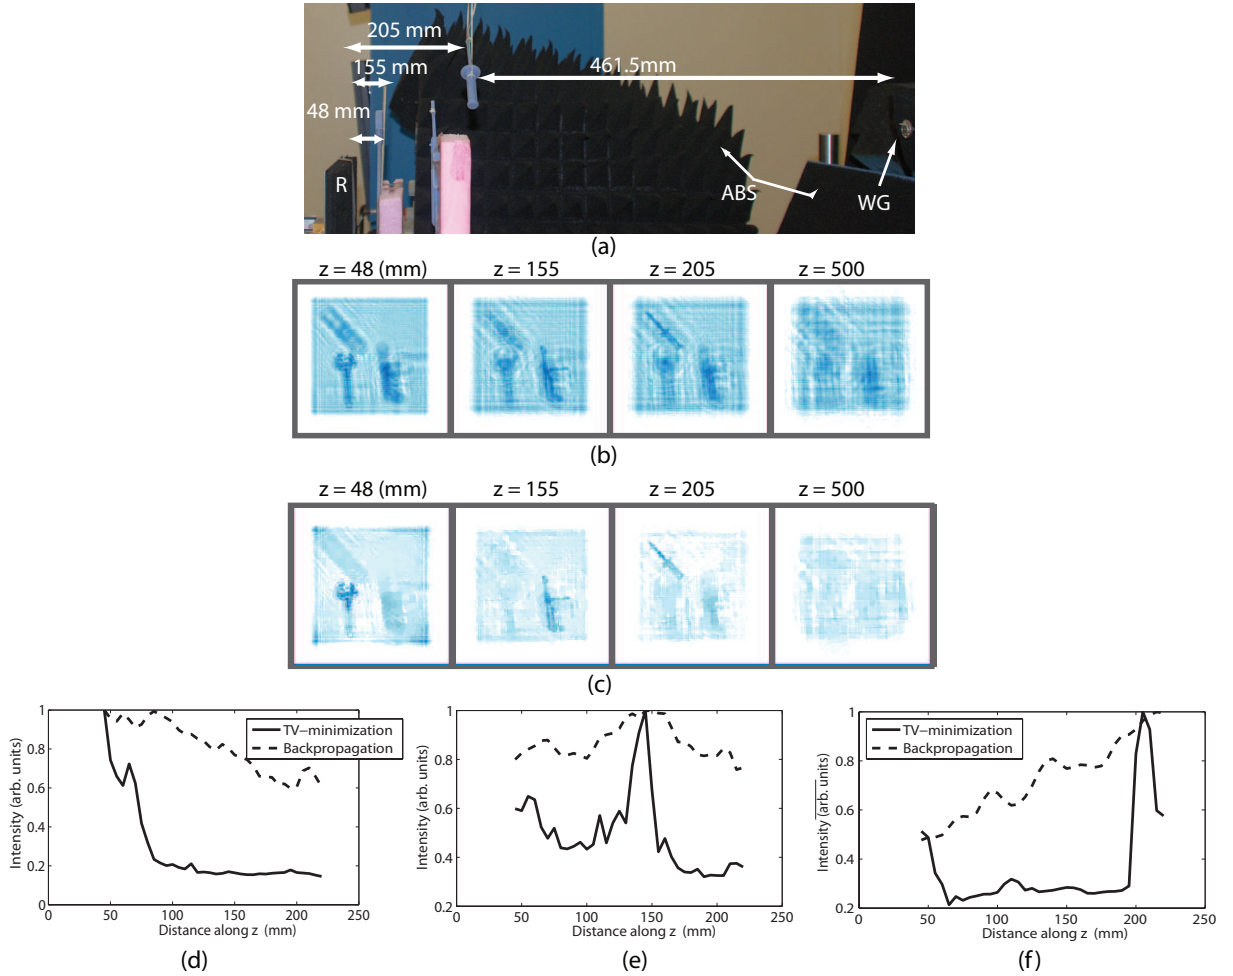 205 mm
461.5mm
155 mm
48 mm
R
ABS
WG
(a)
z = 48 (mm) z = 155 z = 205 z = 500
(b)
z = 48 (mm) z = 155 z = 205 z = 500
(c)
1
0.8
0.6
0.4
0.2
0
0 50 100 150 200 250
Intensity (arb. units)
Distance along z (mm)
TV−minimization
Backpropagation
(d)
1
0.8
0.6
0.4
0.2
0 50 100 150 200 250
Intensity (arb. units)
Distance along z (mm)
(e)
1
0.8
0.6
0.4
0.2
0 50 100 150 200 250
Intensity (arb. units)
Distance along z (mm)
TV−minimization
Backpropagation
(f)